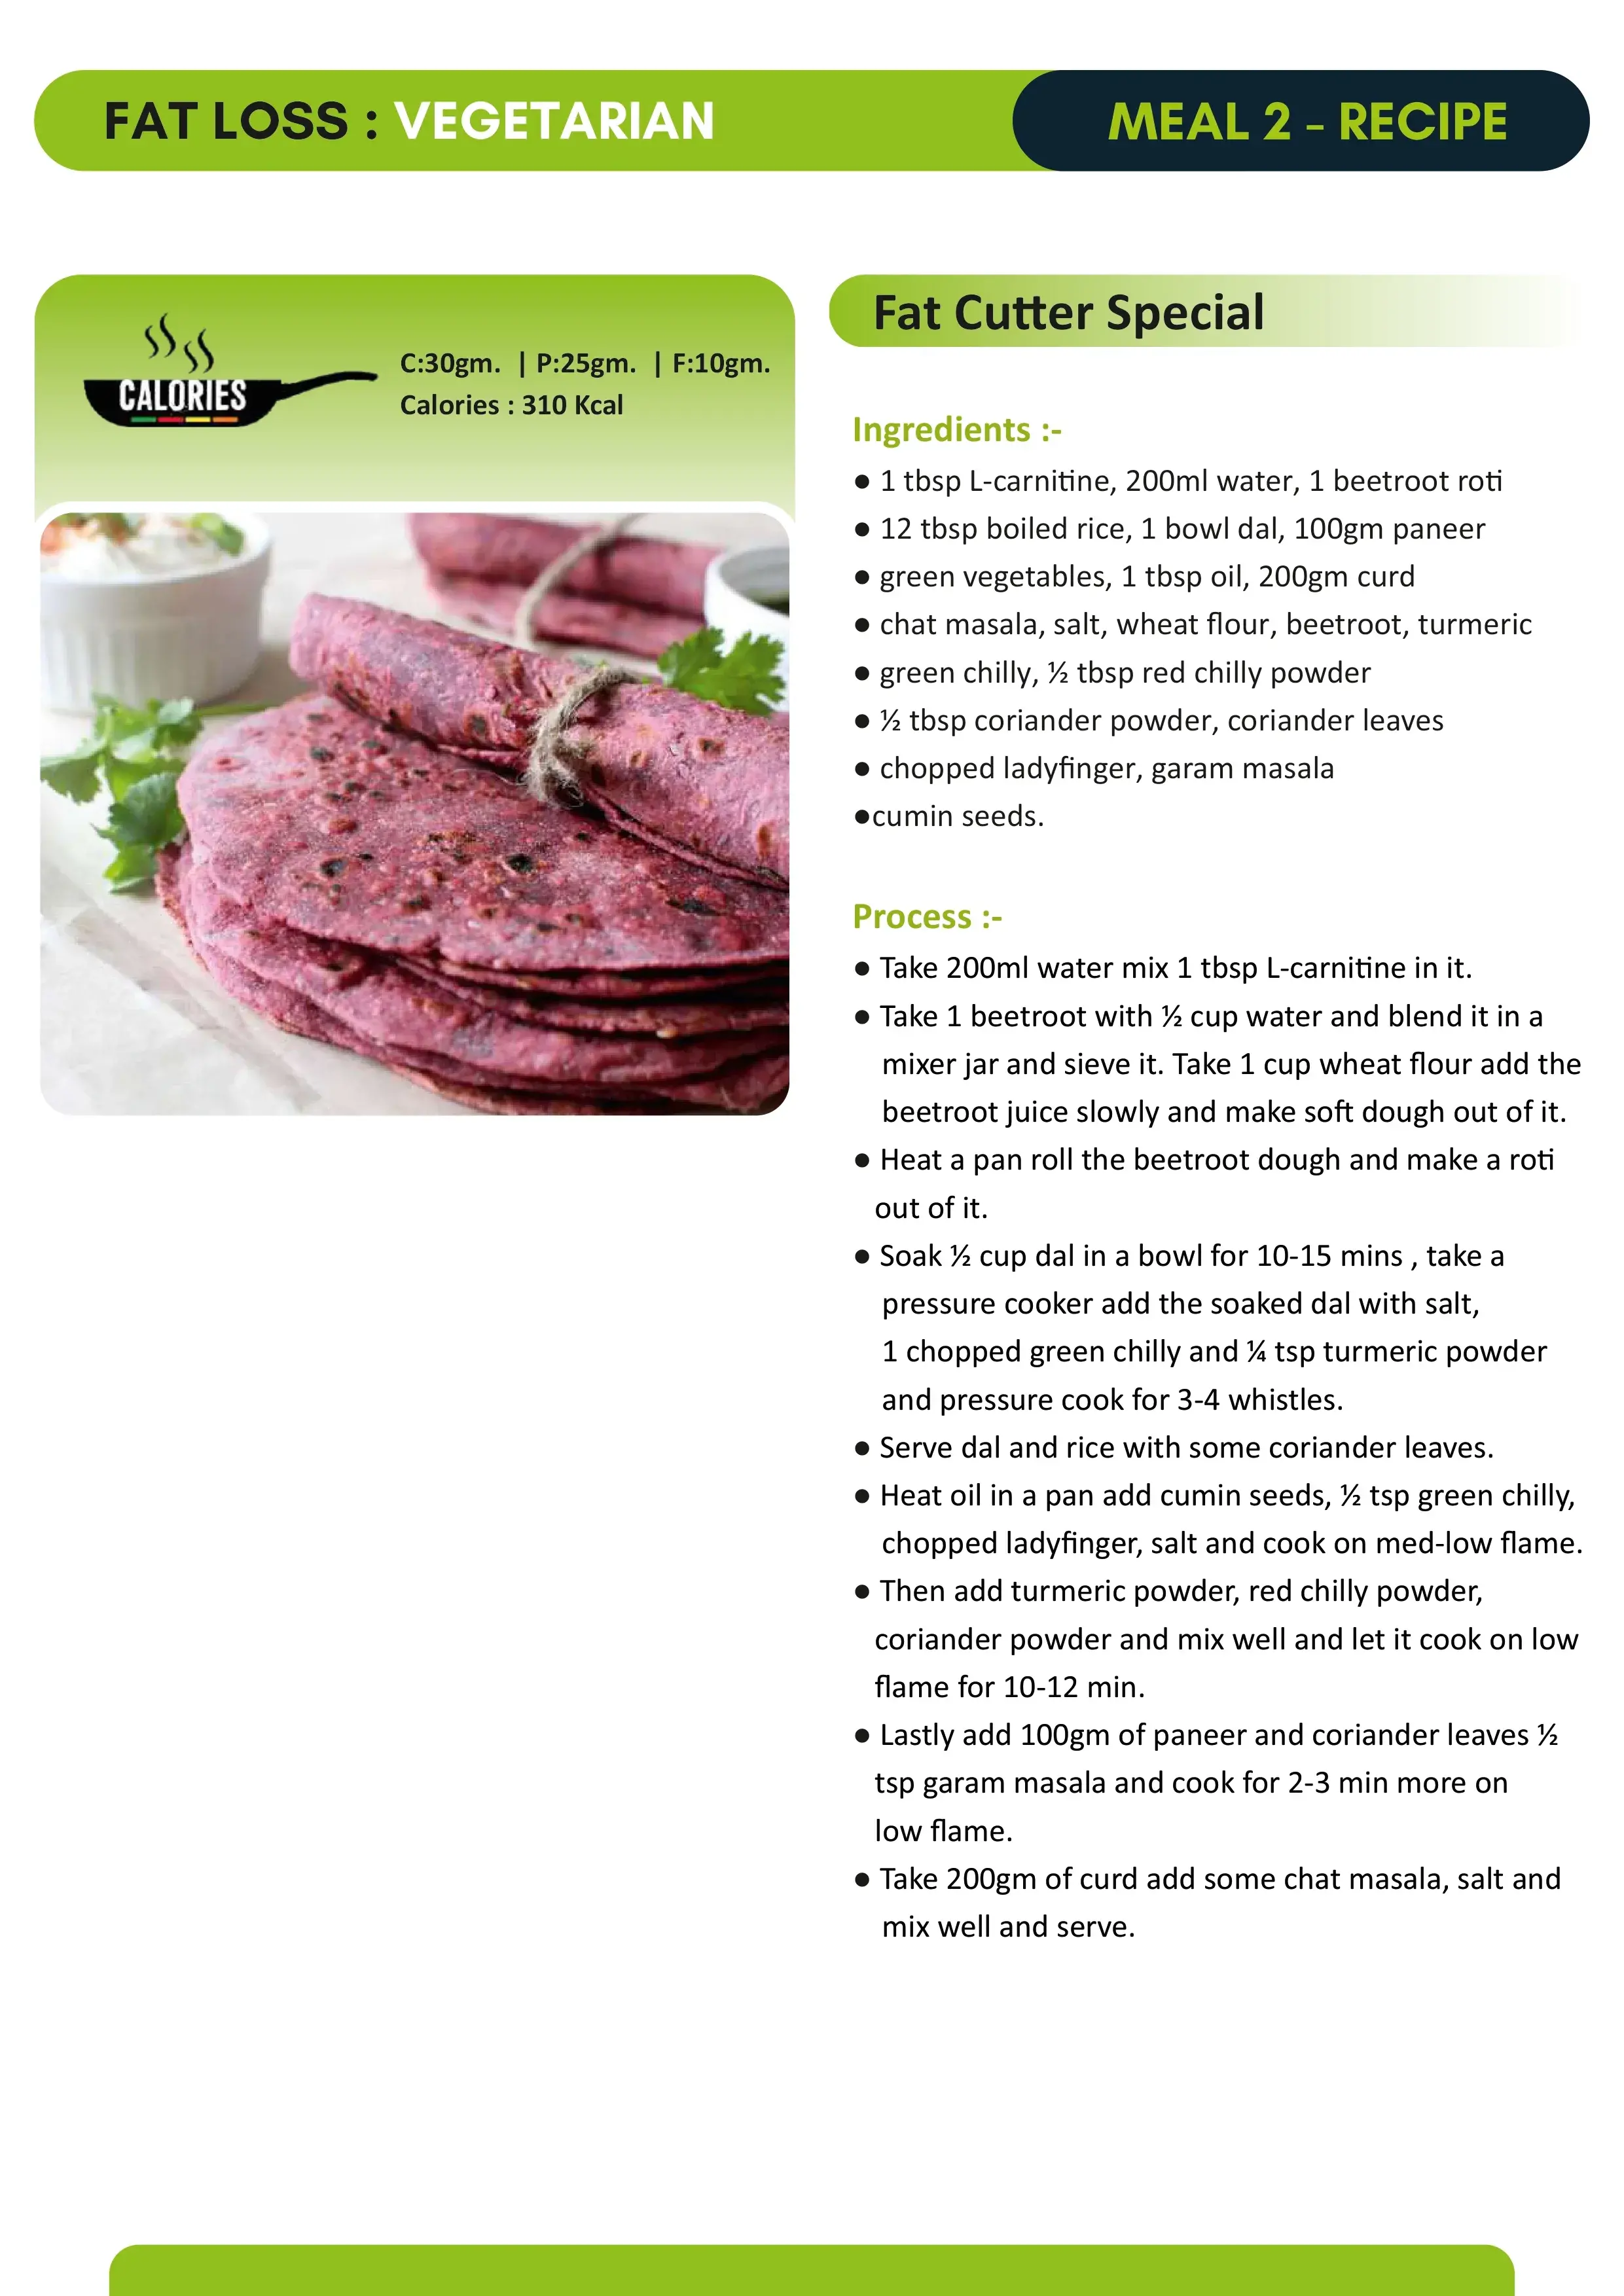 FAT LOSS : VEGETARIAN
MEAL 2 - RECIPE
CALORIES
C:30gm. | P:25gm. | F:10gm.
Calories : 310 Kcal
Fat Cutter Special
Ingredients :-
● 1 tbsp L-carnitine, 200ml water, 1 beetroot roti
● 12 tbsp boiled rice, 1 bowl dal, 100gm paneer
● green vegetables, 1 tbsp oil, 200gm curd
● chat masala, salt, wheat flour, beetroot, turmeric
● green chilly, ½ tbsp red chilly powder
● ½ tbsp coriander powder, coriander leaves
● chopped ladyfinger, garam masala
●cumin seeds.
Process :-
● Take 200ml water mix 1 tbsp L-carnitine in it.
● Take 1 beetroot with ½ cup water and blend it in a
mixer jar and sieve it. Take 1 cup wheat flour add the
beetroot juice slowly and make soft dough out of it.
● Heat a pan roll the beetroot dough and make a roti
out of it.
● Soak ½ cup dal in a bowl for 10-15 mins , take a
pressure cooker add the soaked dal with salt,
1 chopped green chilly and ¼ tsp turmeric powder
and pressure cook for 3-4 whistles.
● Serve dal and rice with some coriander leaves.
● Heat oil in a pan add cumin seeds, ½ tsp green chilly,
chopped ladyfinger, salt and cook on med-low flame.
● Then add turmeric powder, red chilly powder,
coriander powder and mix well and let it cook on low
flame for 10-12 min.
● Lastly add 100gm of paneer and coriander leaves ½
tsp garam masala and cook for 2-3 min more on
low flame.
● Take 200gm of curd add some chat masala, salt and
mix well and serve.